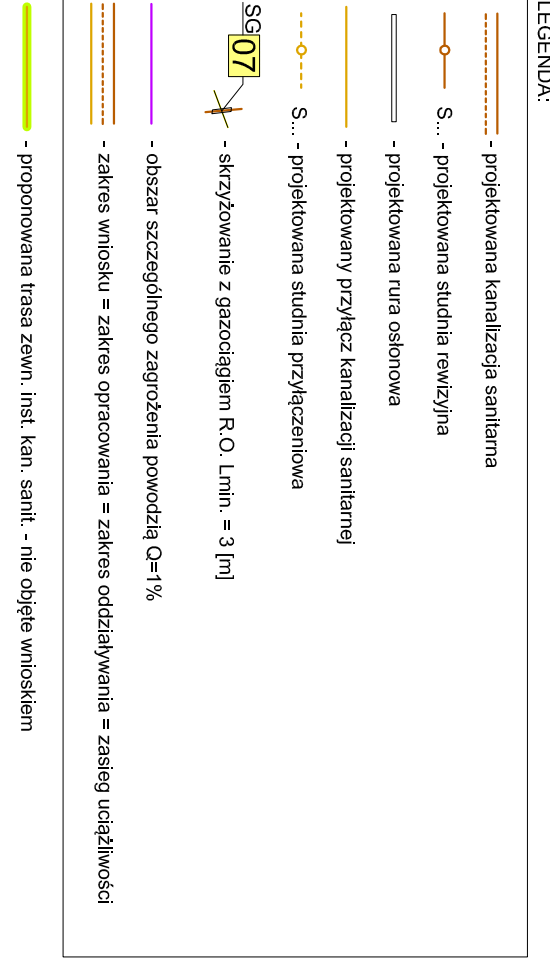 LEGENDA:
- projektowana kanalizacja sanitarna
S... - projektowana studnia rewizyjna
- projektowana rura osłonowa
- projektowany przyłącz kanalizacji sanitarnej
S... - projektowana studnia przyłączeniowa
SG 07 - skrzyżowanie z gazociągiem R.O. Lmin. = 3 [m]
- obszar szczególnego zagrożenia powodzią Q=1%
- zakres wniosku = zakres opracowania = zakres oddziaływania = zasieg uciążliwości
- proponowana trasa zewn. inst. kan. sanit. - nie objęte wnioskiem